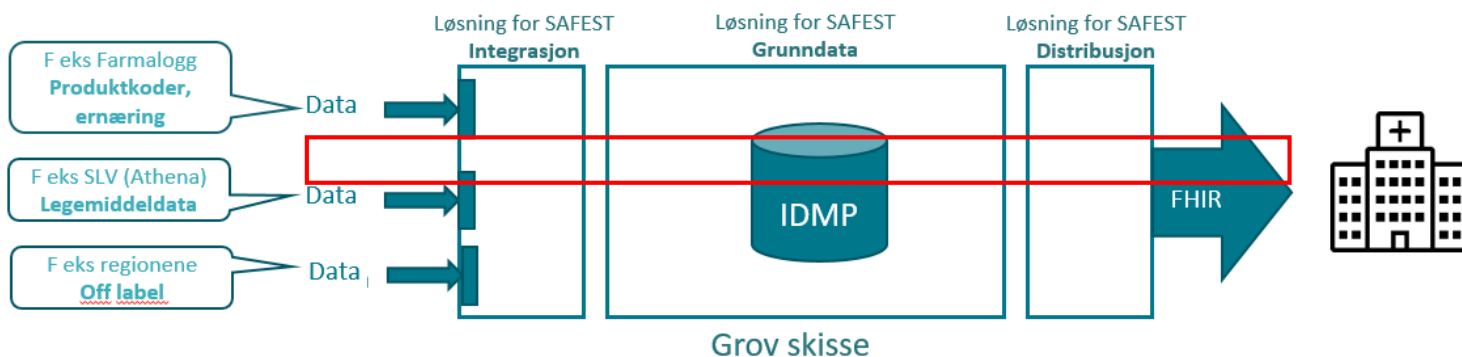 Løsning for SAFEST
Integrasjon
Løsning for SAFEST
Grunndata
Løsning for SAFEST
Distribusjon
F eks Farmalogg
Produktkoder,
ernæring
Data
F eks SLV (Athena)
Legemiddeldata
Data
IDMP
FHIR
F eks regionene
Off label
Data
Grov skisse